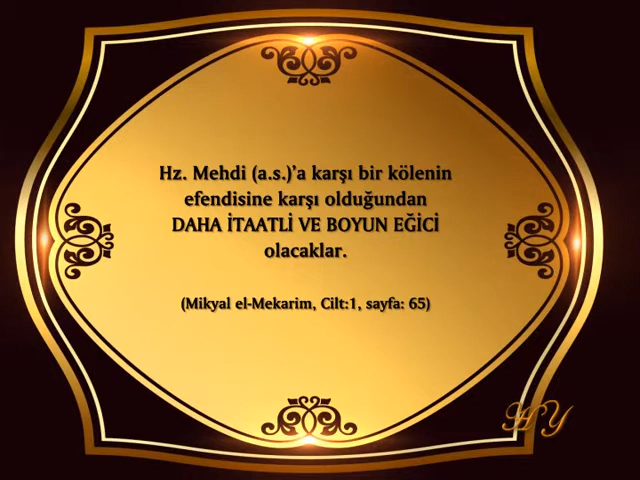 Hz. Mehdi (a.s.)'a karşı bir kölenin
efendisine karşı olduğundan
DAHA İTAATLİ VE BOYUN EĞİCİ
olacaklar.
(Mikyal el-Mekarim, Cilt:1, sayfa: 65)
HY